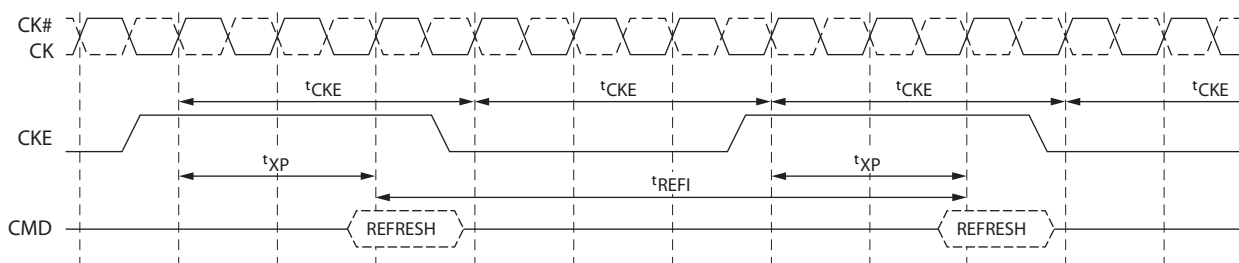 CK#
CK
tCKE tCKE tCKE tCKE
CKE
tXP tXP
tREFI
CMD REFRESH REFRESH